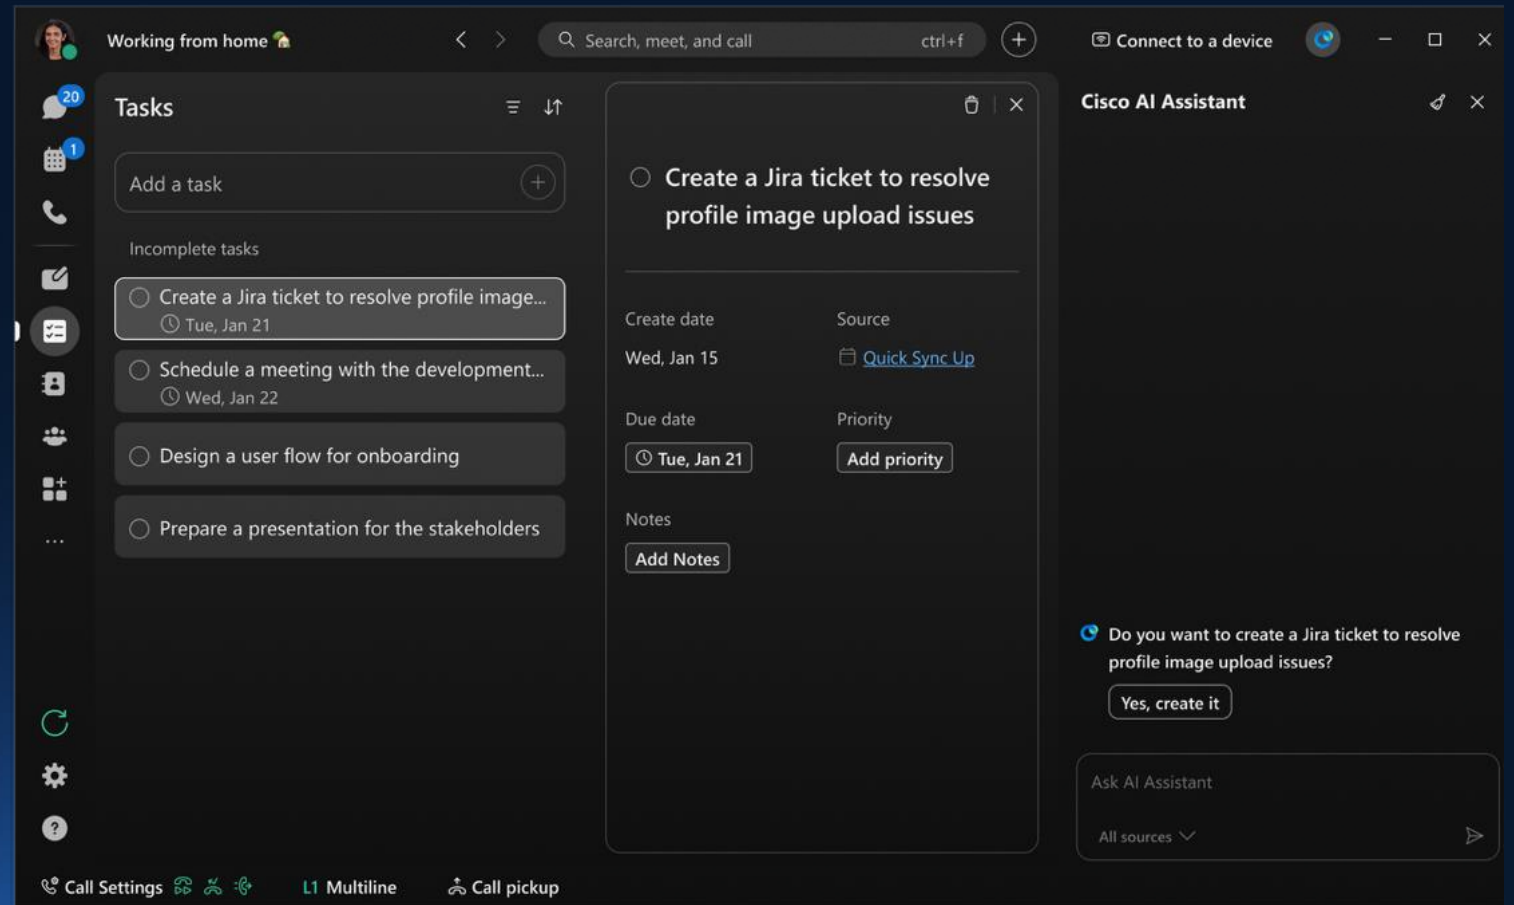 Working from home
Search, meet, and call
ctrl+f
Connect to a device
20
1
Tasks
Add a task
Incomplete tasks
Create a Jira ticket to resolve profile image...
Tue, Jan 21
Schedule a meeting with the development...
Wed, Jan 22
Design a user flow for onboarding
Prepare a presentation for the stakeholders
Create a Jira ticket to resolve
profile image upload issues
Create date
Source
Wed, Jan 15
Quick Sync Up
Due date
Priority
Tue, Jan 21
Add priority
Notes
Add Notes
Cisco AI Assistant
Do you want to create a Jira ticket to resolve
profile image upload issues?
Yes, create it
Ask AI Assistant
All sources
Call Settings
L1 Multiline
Call pickup